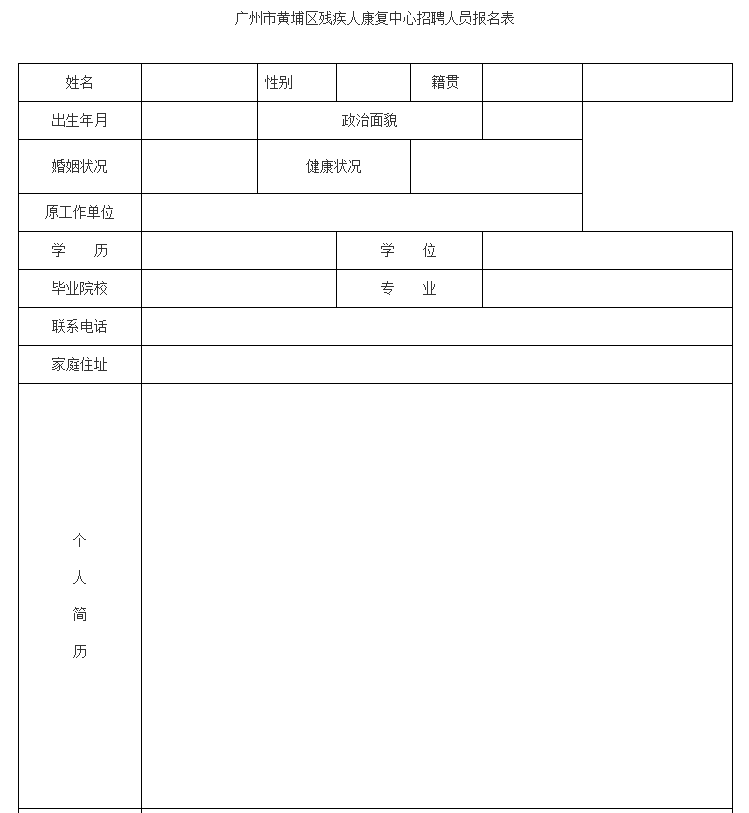 广州市黄埔区残疾人康复中心招聘人员报名表
姓名 性别 籍贯
出生年月 政治面貌
婚姻状况 健康状况
原工作单位
学 历 学 位
毕业院校 专 业
联系电话
家庭住址
个
人
简
历